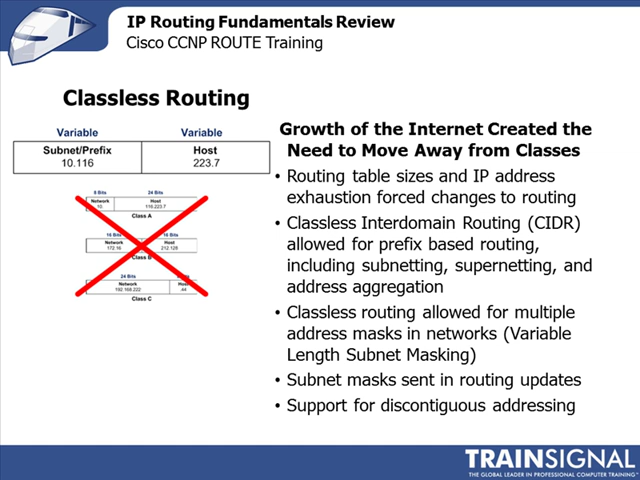 IP Routing Fundamentals Review
Cisco CCNP ROUTE Training
Classless Routing
Variable Variable
Subnet/Prefix Host
10.116 223.7
8 Bits 24 Bits
Network Host
10 116.223.7
Class A
16 Bits 16 Bits
Network Host
172.16 212.128
Class B
24 Bits
Network Host
192.168.222 44
Class C
Growth of the Internet Created the
Need to Move Away from Classes
• Routing table sizes and IP address
exhaustion forced changes to routing
• Classless Interdomain Routing (CIDR)
allowed for prefix based routing,
including subnetting, supernetting, and
address aggregation
• Classless routing allowed for multiple
address masks in networks (Variable
Length Subnet Masking)
• Subnet masks sent in routing updates
• Support for discontiguous addressing
TRAINSIGNAL
THE GLOBAL LEADER IN PROFESSIONAL COMPUTER TRAINING